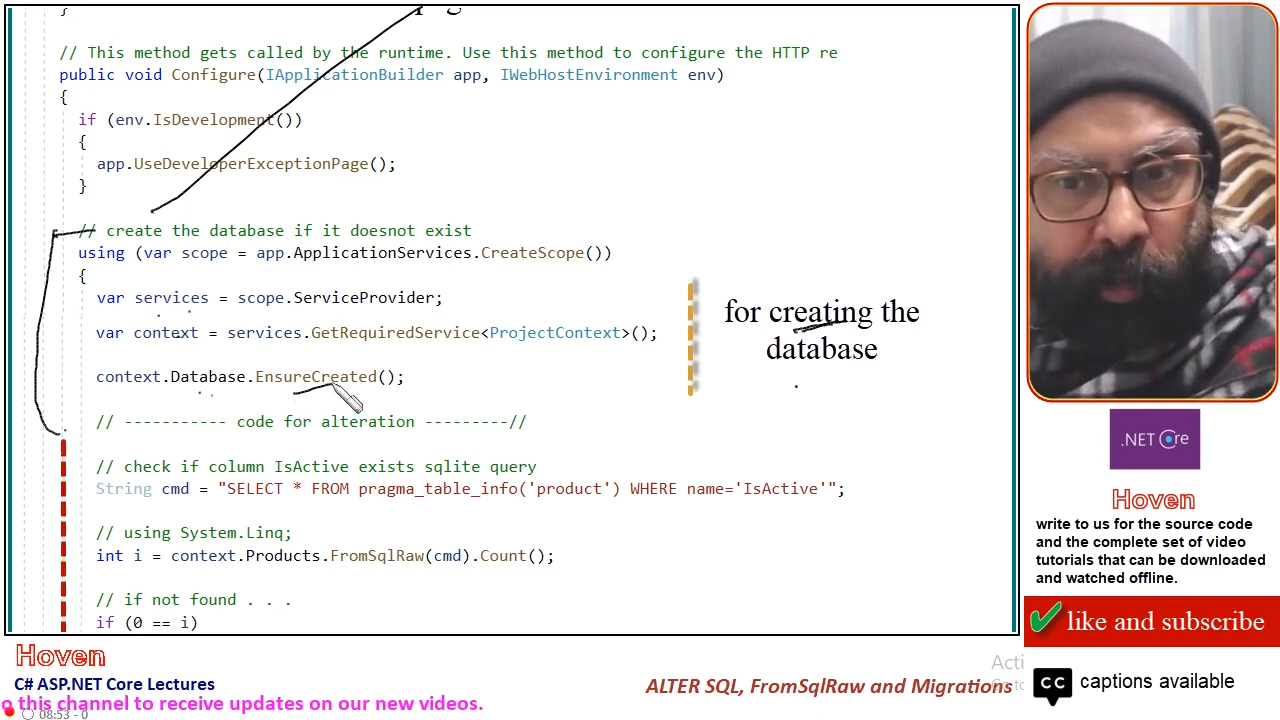 }
// This method gets called by the runtime. Use this method to configure the HTTP re
public void Configure(IApplicationBuilder app, IWebHostEnvironment env)
{
if (env.IsDevelopment())
{
app.UseDeveloperExceptionPage();
}
// create the database if it doesnot exist
using (var scope = app.ApplicationServices.CreateScope())
{
var services = scope.ServiceProvider;
var context = services.GetRequiredService<ProjectContext>();
context.Database.EnsureCreated();
// ----------- code for alteration ---------//
// check if column IsActive exists sqlite query
String cmd = "SELECT * FROM pragma_table_info('product') WHERE name='IsActive'";
// using System.Linq;
int i = context.Products.FromSqlRaw(cmd).Count();
// if not found . . .
if (0 == i)
for creating the
database
.NET Core
Hoven
write to us for the source code
and the complete set of video
tutorials that can be downloaded
and watched offline.
like and subscribe
CC captions available
Hoven
C# ASP.NET Core Lectures
ALTER SQL, FromSqlRaw and Migrations
Acti
o this channel to receive updates on our new videos.
08:53 - 0